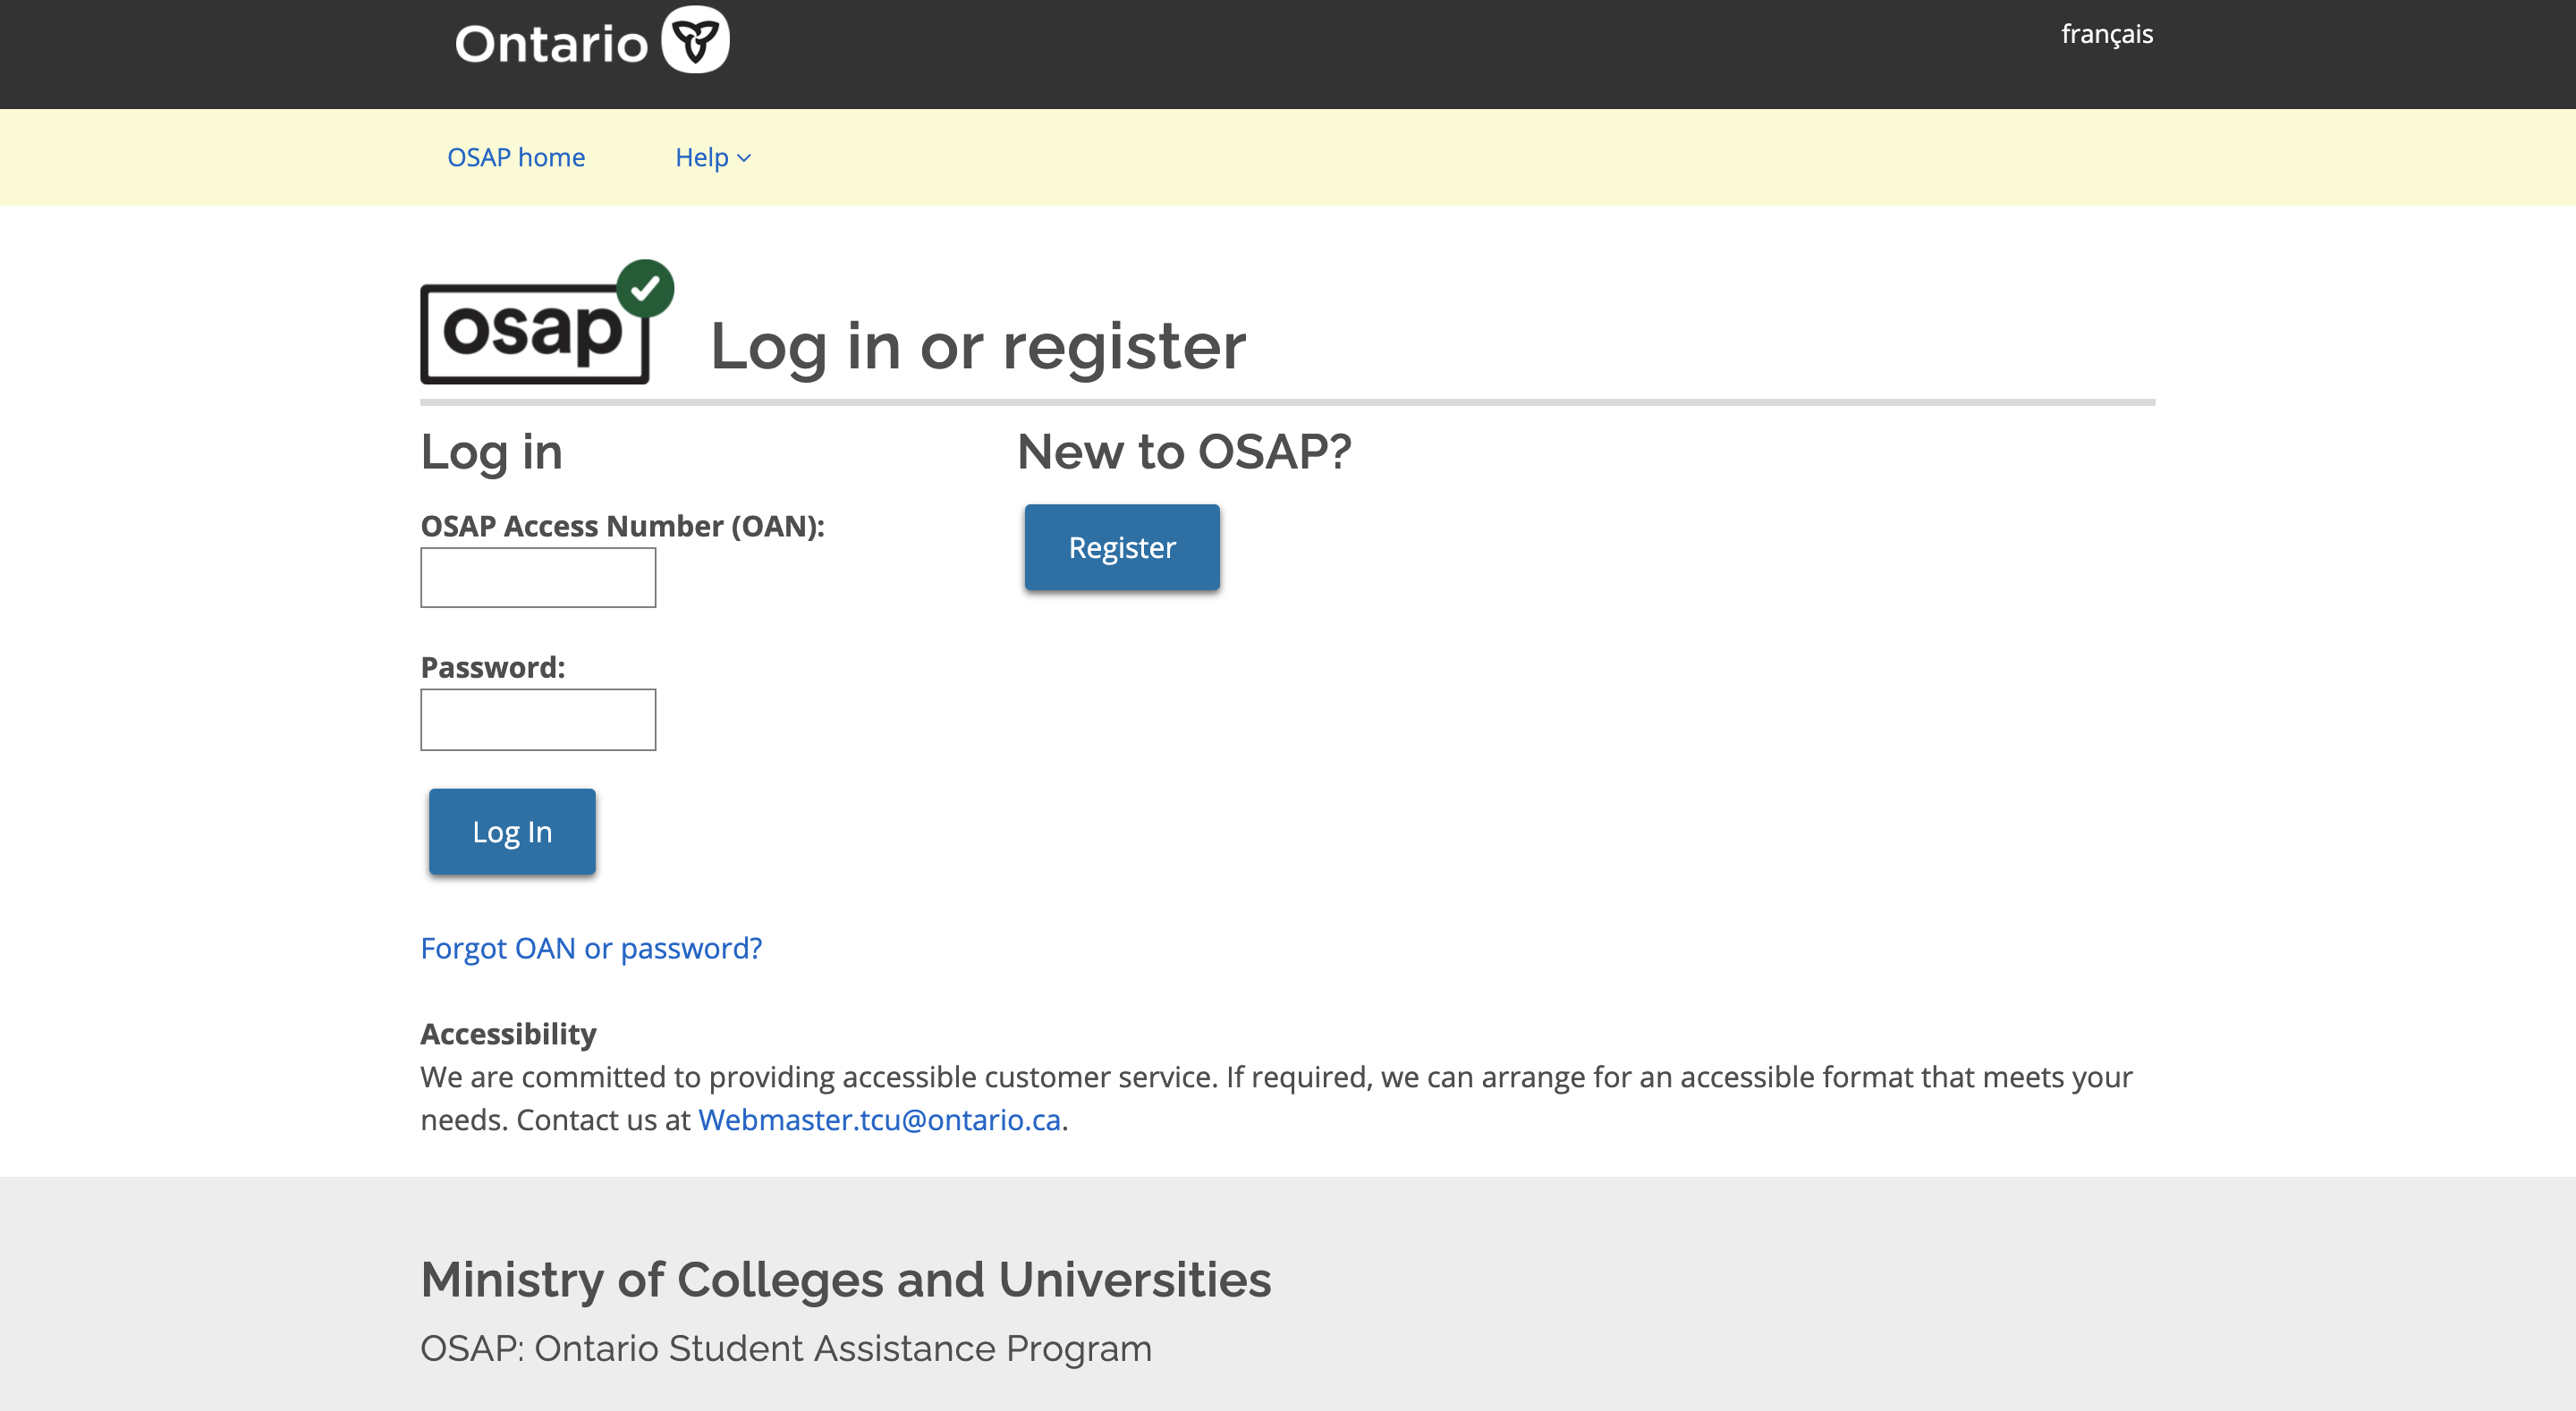 Ontario
français
OSAP home
Help
osap
Log in or register
Log in
OSAP Access Number (OAN):
Password:
Log In
Forgot OAN or password?
New to OSAP?
Register
Accessibility
We are committed to providing accessible customer service. If required, we can arrange for an accessible format that meets your
needs. Contact us at Webmaster.tcu@ontario.ca.
Ministry of Colleges and Universities
OSAP: Ontario Student Assistance Program